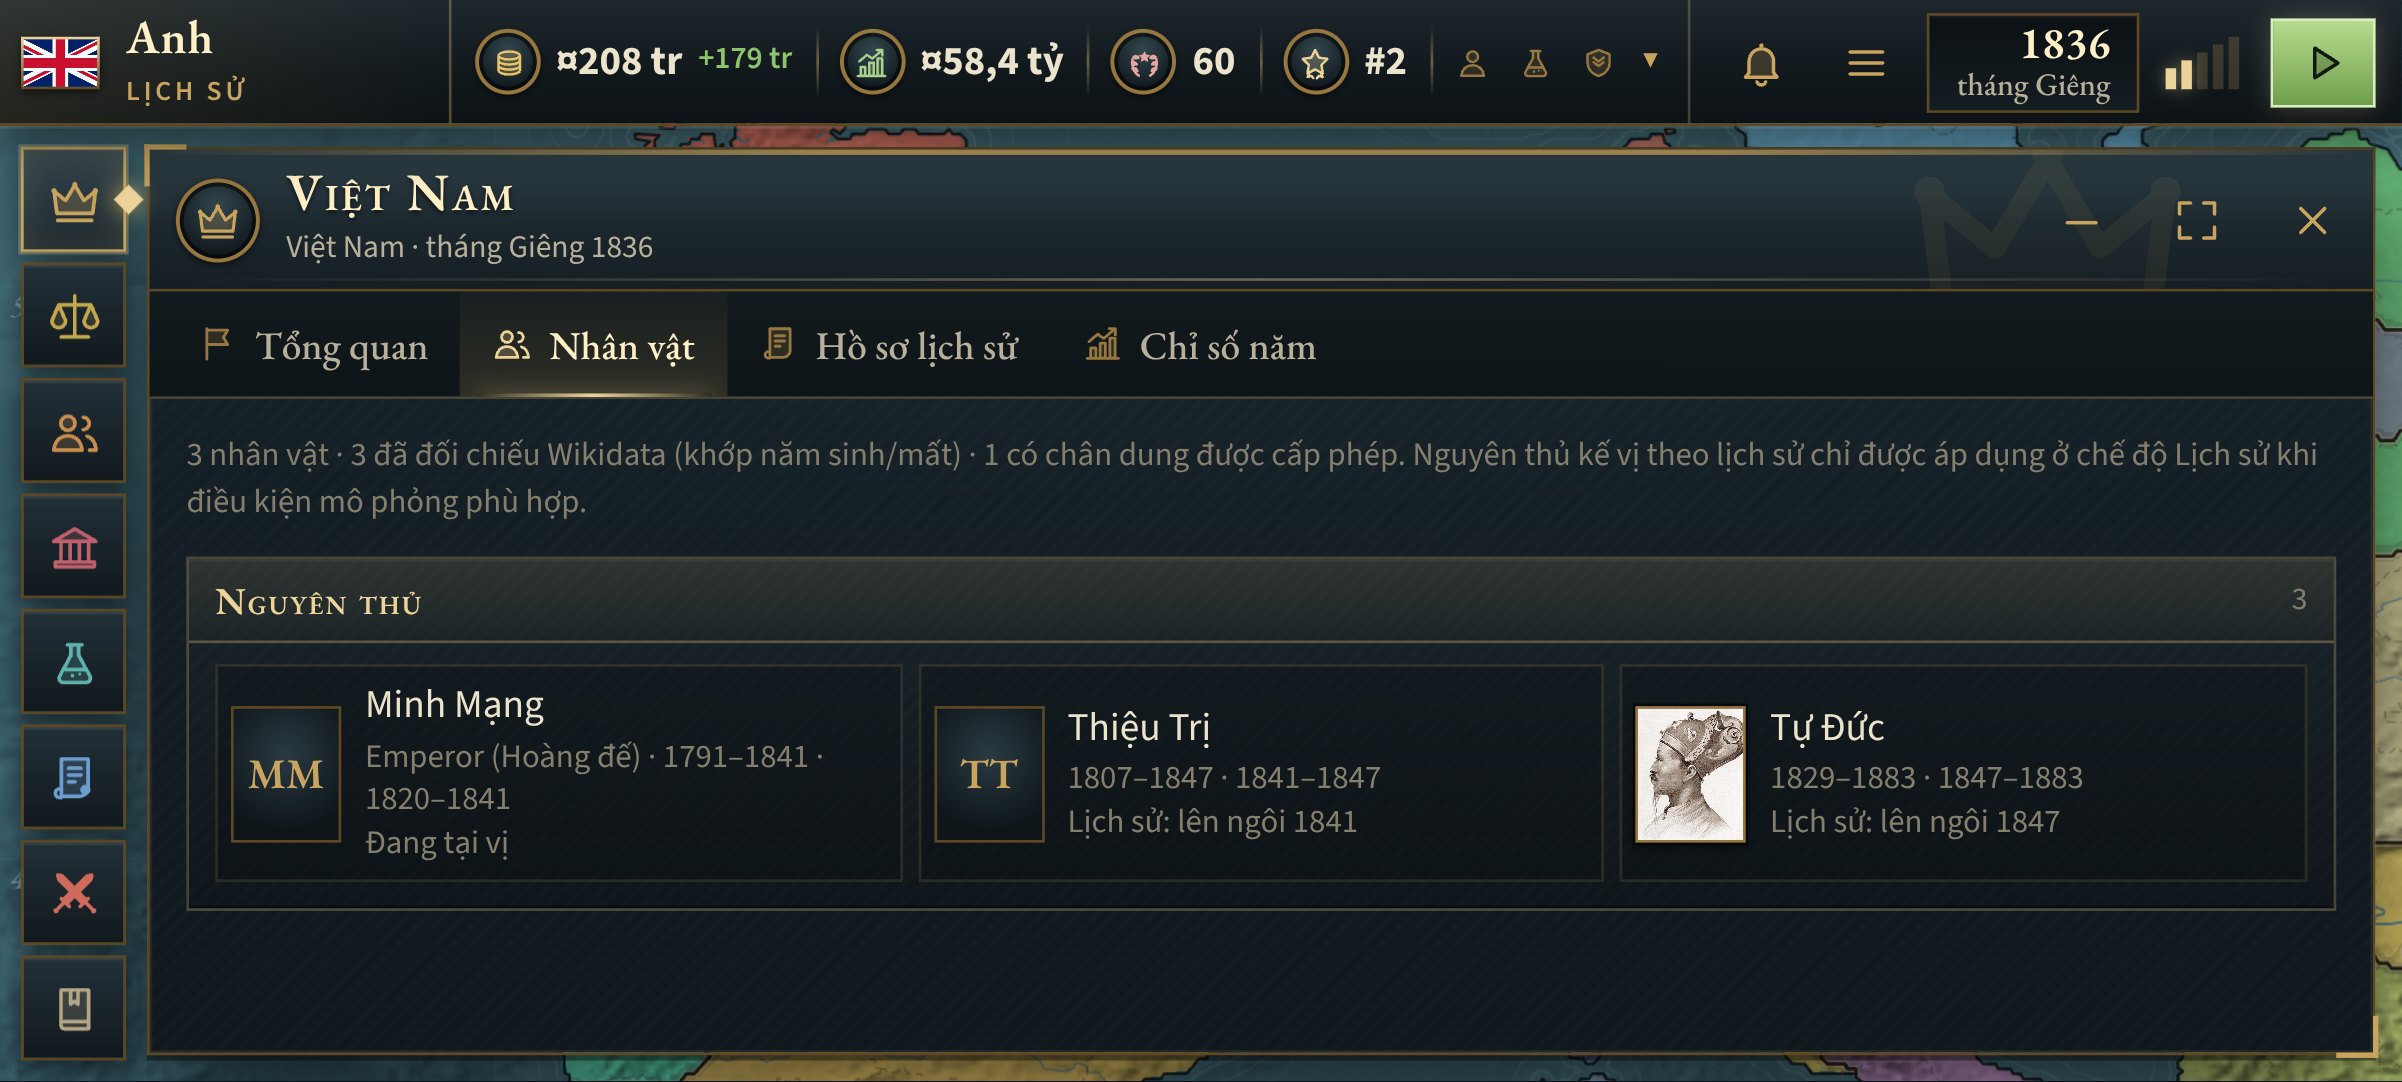 Anh
LỊCH SỬ
¤208 tr +179 tr
¤58,4 tỷ
60
#2
1836
tháng Giêng
Việt Nam
Việt Nam · tháng Giêng 1836
Tổng quan
Nhân vật
Hồ sơ lịch sử
Chỉ số năm
3 nhân vật · 3 đã đối chiếu Wikidata (khớp năm sinh/mất) · 1 có chân dung được cấp phép. Nguyên thủ kế vị theo lịch sử chỉ được áp dụng ở chế độ Lịch sử khi
điều kiện mô phỏng phù hợp.
Nguyên thủ
3
MM
Minh Mạng
Emperor (Hoàng đế) · 1791–1841 ·
1820–1841
Đang tại vị
TT
Thiệu Trị
1807–1847 · 1841–1847
Lịch sử: lên ngôi 1841
Tự Đức
1829–1883 · 1847–1883
Lịch sử: lên ngôi 1847